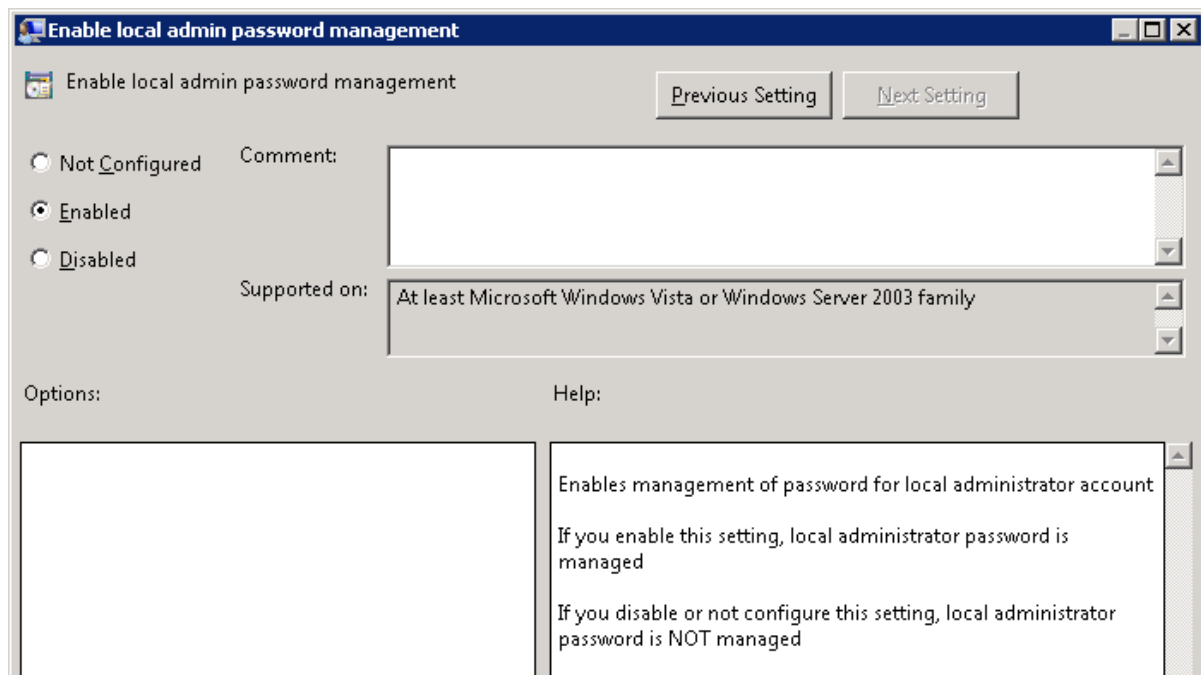 Enable local admin password management
Enable local admin password management
Previous Setting
Next Setting
Not Configured
Comment:
Enabled
Disabled
Supported on:
At least Microsoft Windows Vista or Windows Server 2003 family
Options:
Help:
Enables management of password for local administrator account
If you enable this setting, local administrator password is
managed
If you disable or not configure this setting, local administrator
password is NOT managed